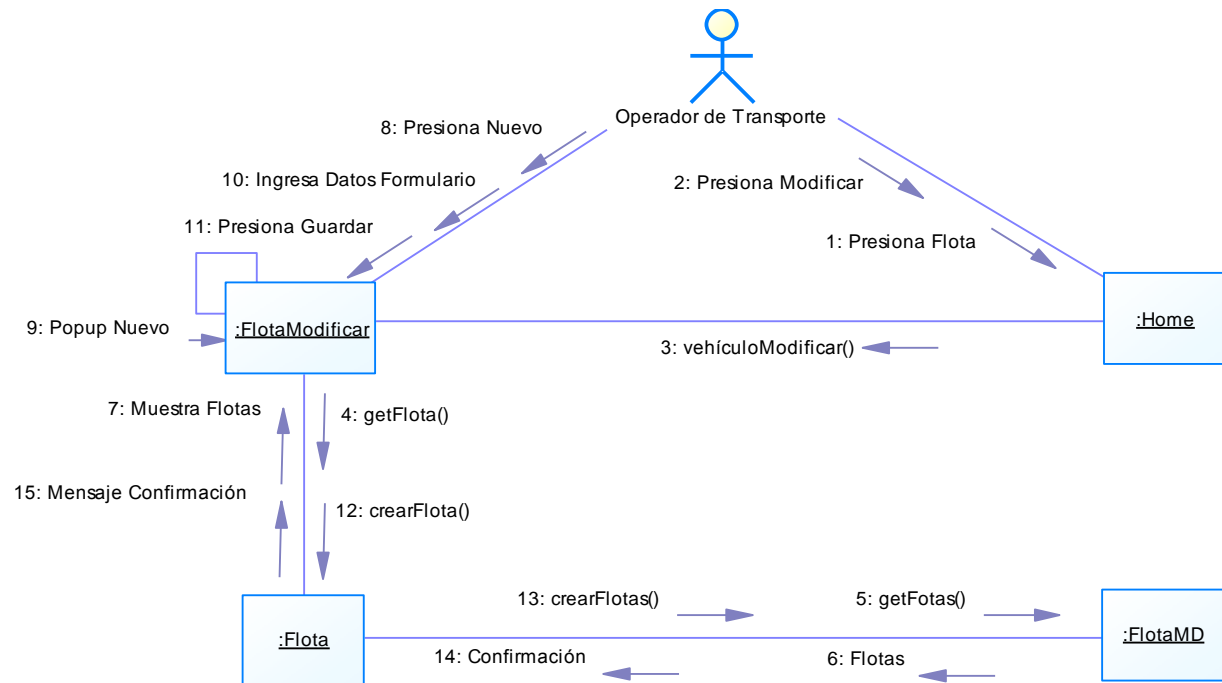 Operador de Transporte
8: Presiona Nuevo
10: Ingresa Datos Formulario
2: Presiona Modificar
11: Presiona Guardar
1: Presiona Flota
:FlotaModificar
:Home
9: Popup Nuevo
3: vehículoModificar()
7: Muestra Flotas
4: getFlota()
15: Mensaje Confirmación
12: crearFlota()
13: crearFlotas()
5: getFotas()
:Flota
:FlotaMD
14: Confirmación
6: Flotas